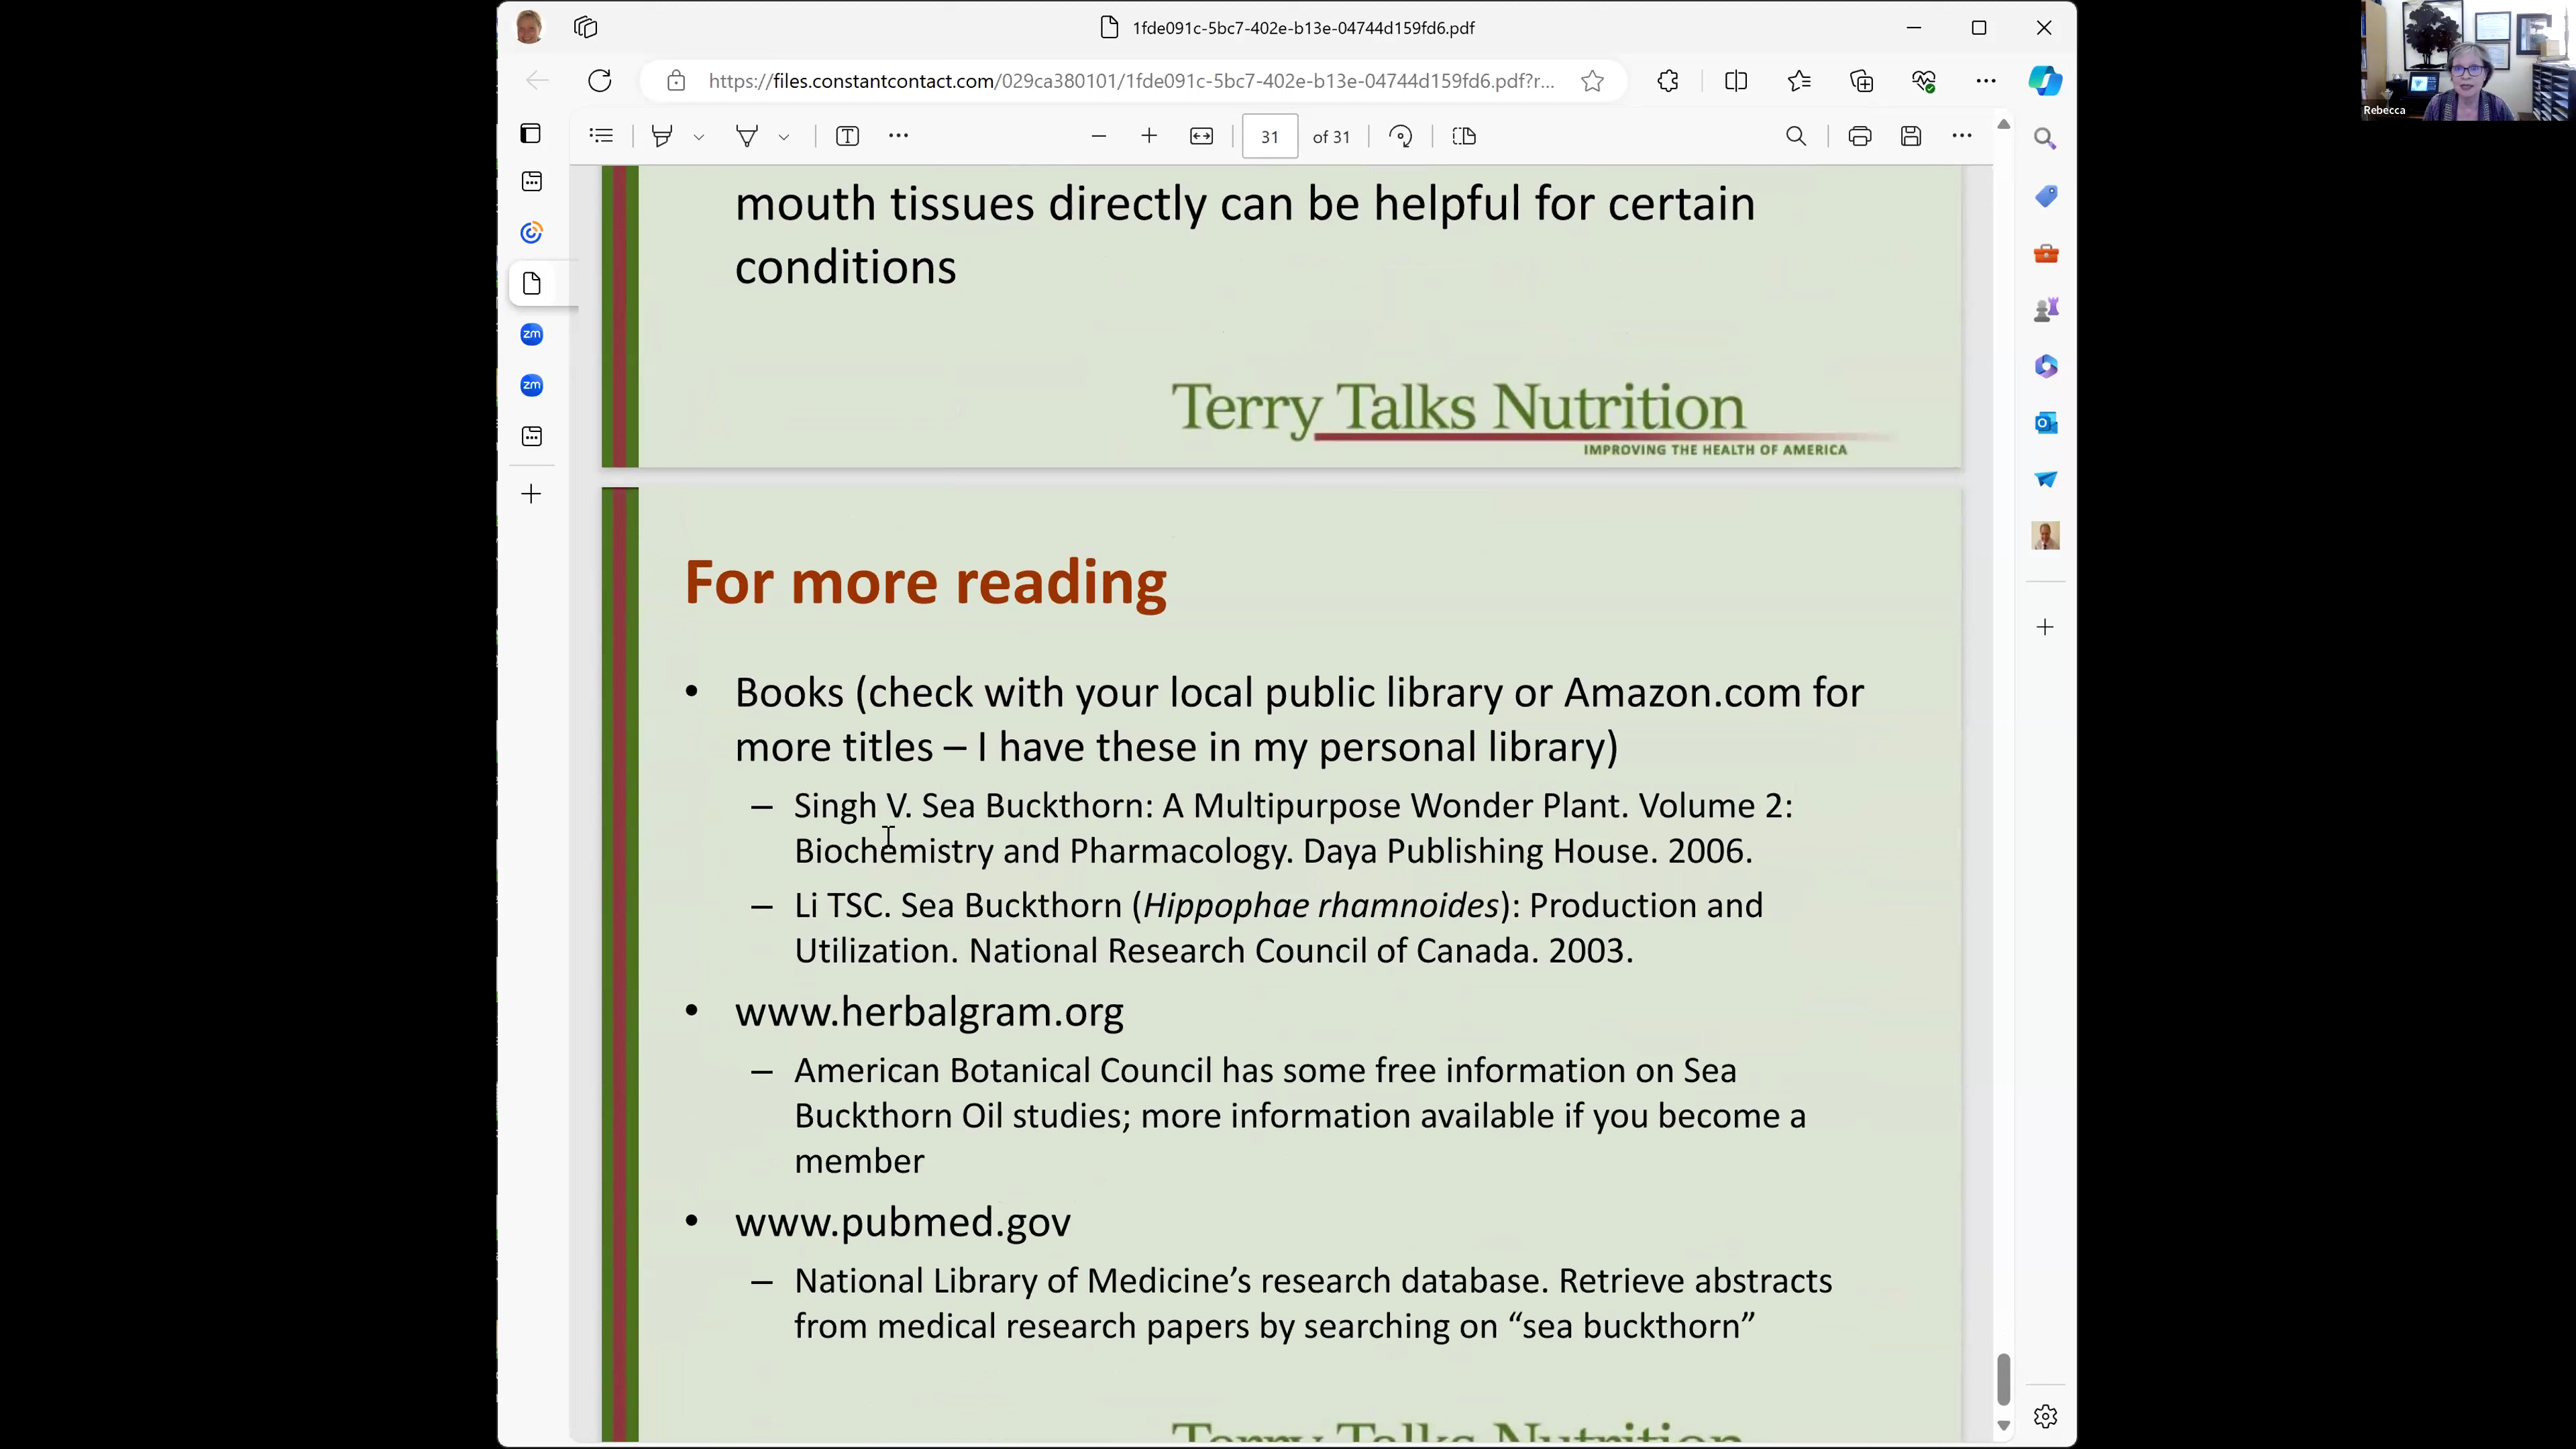 1fde091c-5bc7-402e-b13e-04744d159fd6.pdf
https://files.constantcontact.com/029ca380101/1fde091c-5bc7-402e-b13e-04744d159fd6.pdf?r...
Rebecca
31 of 31
zm
zm
mouth tissues directly can be helpful for certain
conditions
Terry Talks Nutrition
IMPROVING THE HEALTH OF AMERICA
For more reading
• Books (check with your local public library or Amazon.com for
more titles – I have these in my personal library)
– Singh V. Sea Buckthorn: A Multipurpose Wonder Plant. Volume 2:
Biochemistry and Pharmacology. Daya Publishing House. 2006.
– Li TSC. Sea Buckthorn (Hippophae rhamnoides): Production and
Utilization. National Research Council of Canada. 2003.
• www.herbalgram.org
– American Botanical Council has some free information on Sea
Buckthorn Oil studies; more information available if you become a
member
• www.pubmed.gov
– National Library of Medicine’s research database. Retrieve abstracts
from medical research papers by searching on “sea buckthorn”
Terry Talks Nutrition